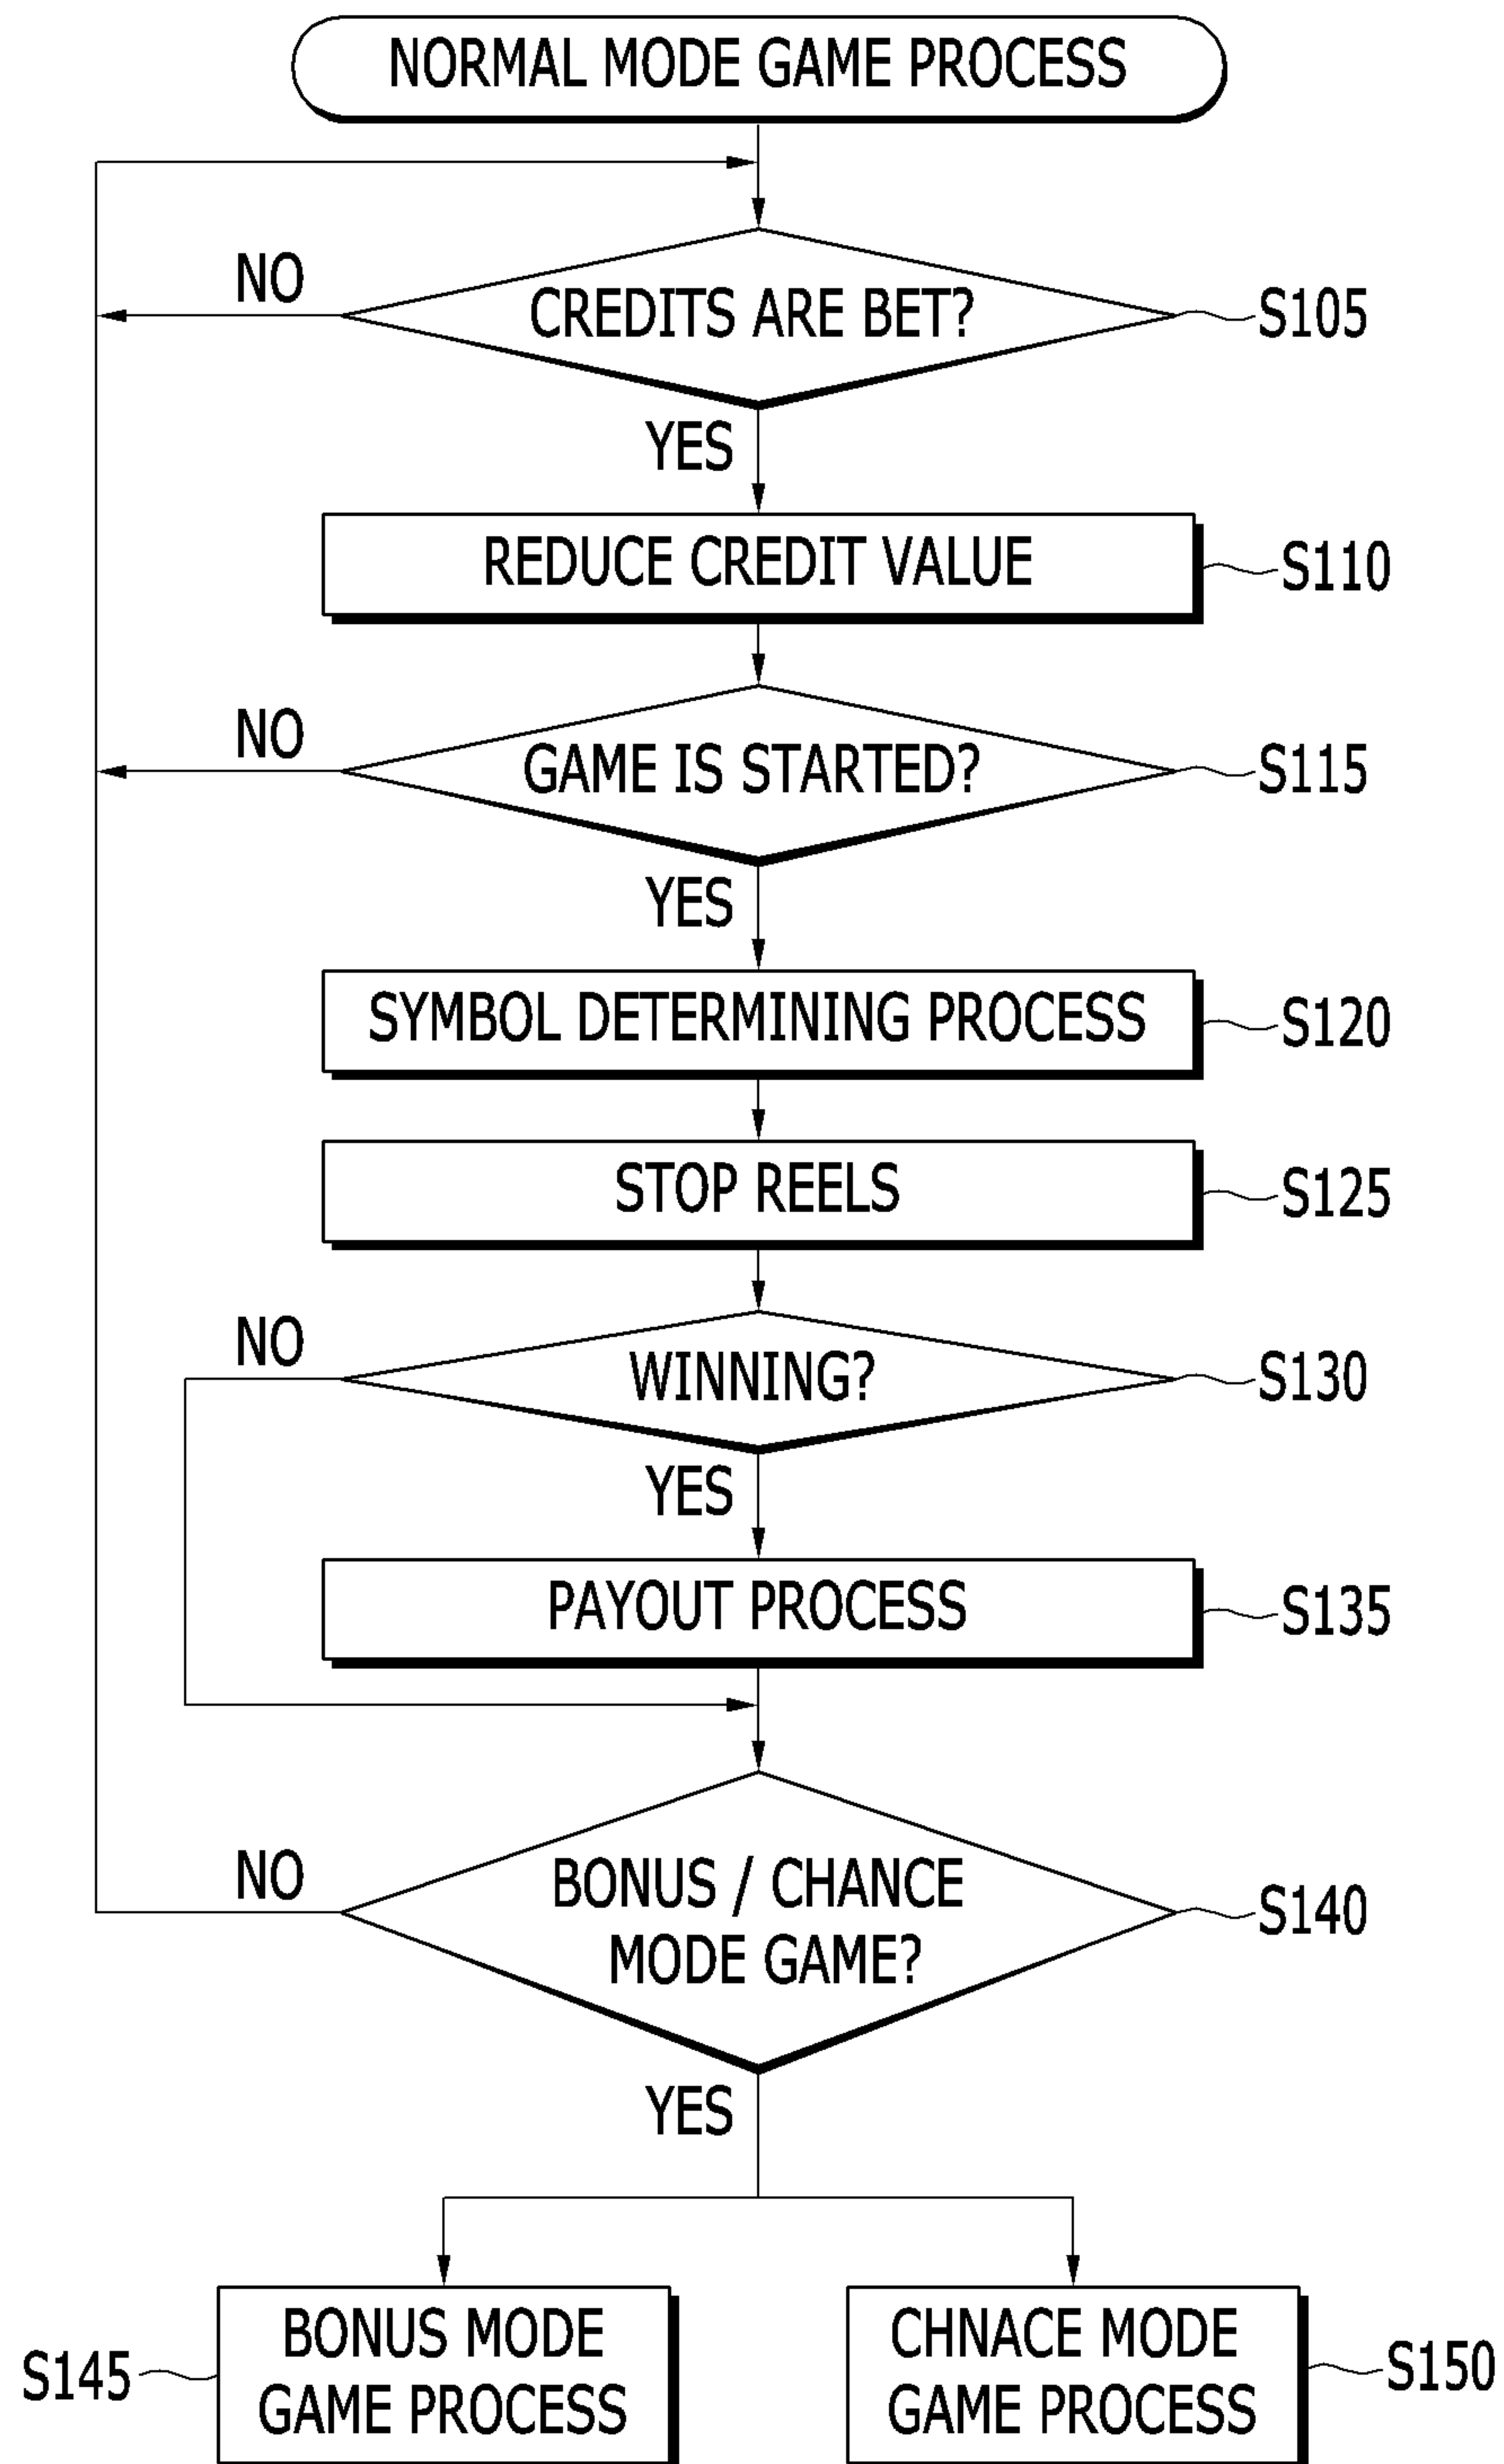 NORMAL MODE GAME PROCESS
NO
CREDITS ARE BET?
S105
YES
REDUCE CREDIT VALUE
S110
NO
GAME IS STARTED?
S115
YES
SYMBOL DETERMINING PROCESS
S120
STOP REELS
S125
NO
WINNING?
S130
YES
PAYOUT PROCESS
S135
NO
BONUS / CHANCE
MODE GAME?
S140
YES
S145
BONUS MODE
GAME PROCESS
CHNACE MODE
GAME PROCESS
S150